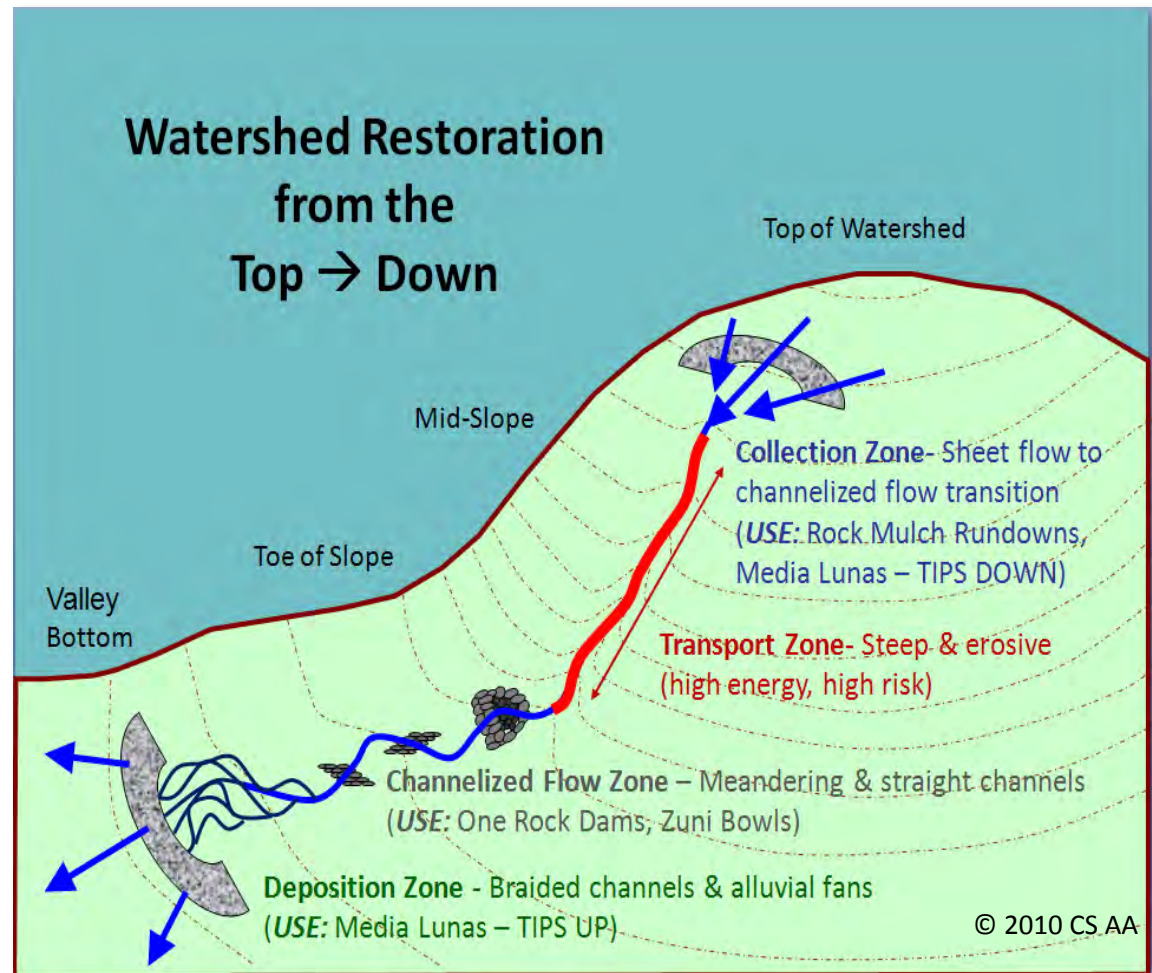 Watershed Restoration
from the
Top → Down
Top of Watershed
Mid-Slope
Collection Zone- Sheet flow to
channelized flow transition
(USE: Rock Mulch Rundowns,
Media Lunas – TIPS DOWN)
Toe of Slope
Valley
Bottom
Transport Zone- Steep & erosive
(high energy, high risk)
Channelized Flow Zone – Meandering & straight channels
(USE: One Rock Dams, Zuni Bowls)
Deposition Zone - Braided channels & alluvial fans
(USE: Media Lunas – TIPS UP)
© 2010 CS AA